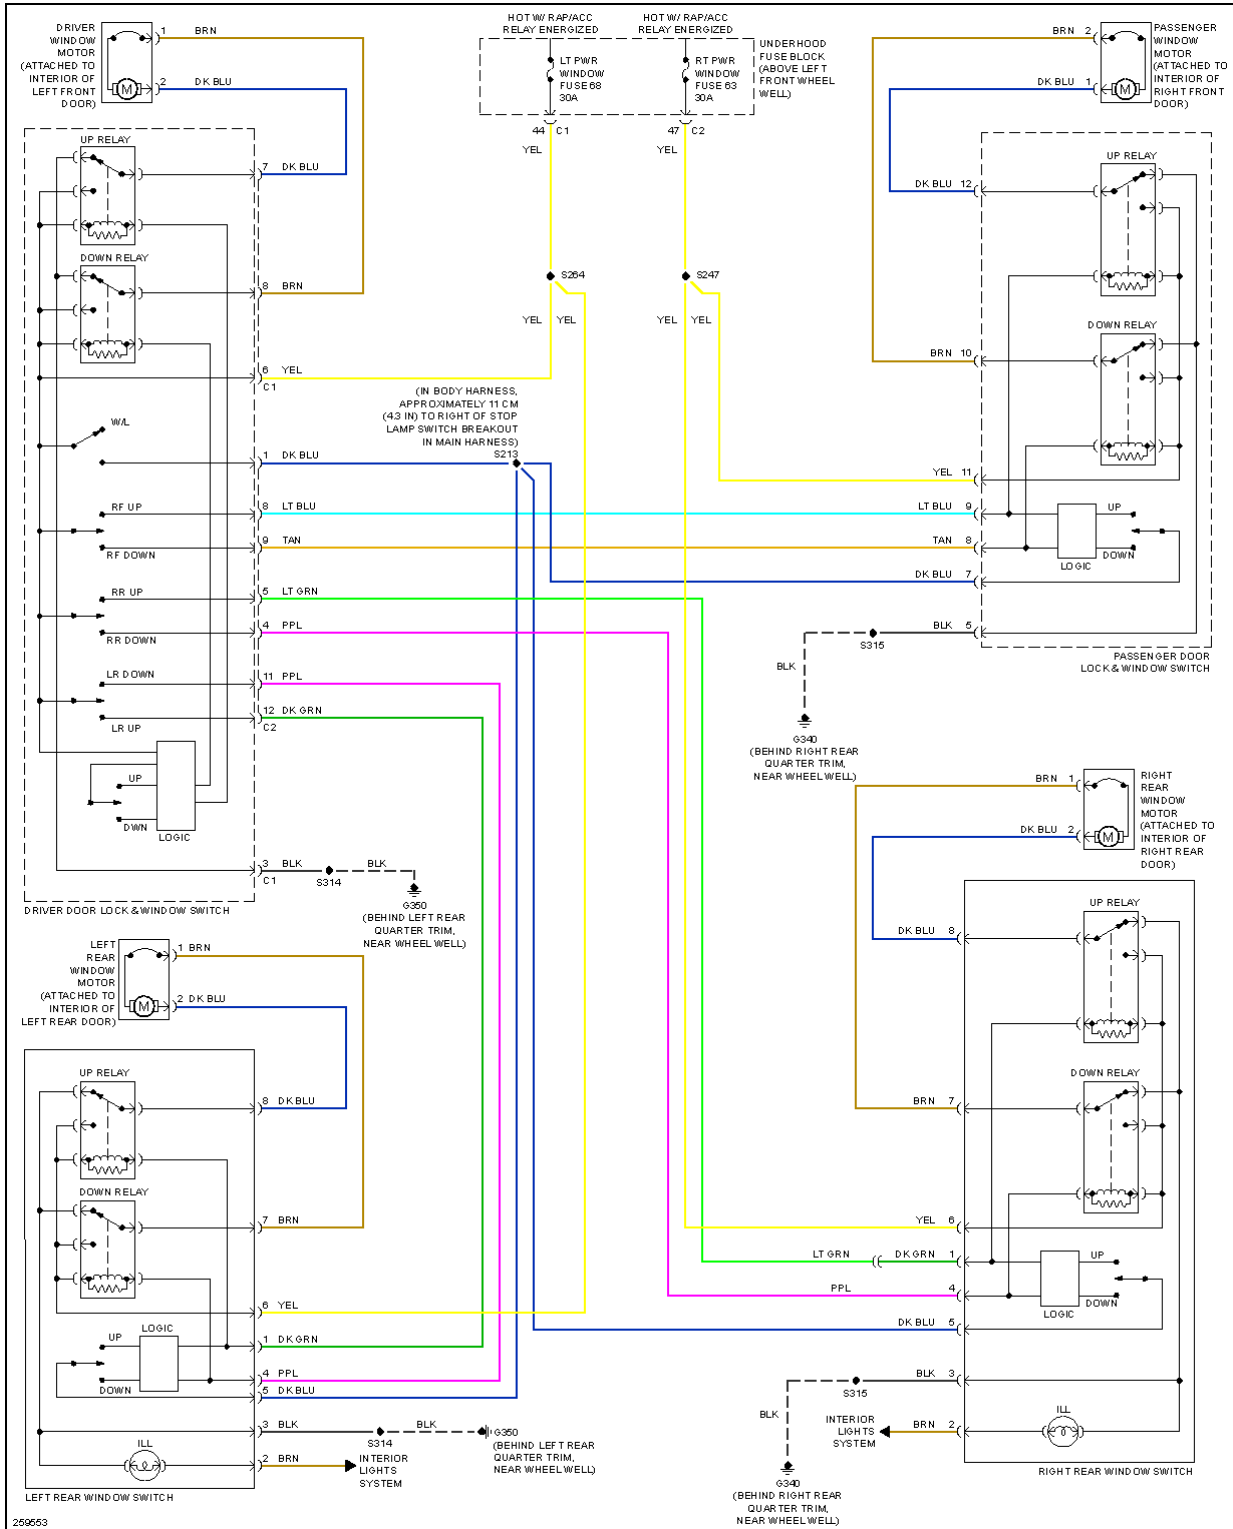 DRIVER
WINDOW
MOTOR
(ATTACHED TO
INTERIOR OF
LEFT FRONT
DOOR)
1 BRN
2 DK BLU
M
HOT W/ RAP/ACC
RELAY ENERGIZED
HOT W/ RAP/ACC
RELAY ENERGIZED
LT PWR
WINDOW
FUSE 68
30A
RT PWR
WINDOW
FUSE 63
30A
UNDERHOOD
FUSE BLOCK
(ABOVE LEFT
FRONT WHEEL
WELL)
44 C1
47 C2
YEL
YEL
BRN 2
DK BLU 1
M
PASSENGER
WINDOW
MOTOR
(ATTACHED TO
INTERIOR OF
RIGHT FRONT
DOOR)
UP RELAY
7 DK BLU
DOWN RELAY
8 BRN
6 YEL
C1
S264
S247
YEL YEL
YEL YEL
UP RELAY
DK BLU 12
DOWN RELAY
BRN 10
(IN BODY HARNESS,
APPROXIMATELY 11 CM
(4.3 IN) TO RIGHT OF STOP
LAMP SWITCH BREAKOUT
IN MAIN HARNESS)
S213
W/L
1 DK BLU
YEL 11
RF UP
8 LT BLU
LT BLU 9
RF DOWN
9 TAN
TAN 8
UP
DOWN
LOGIC
DK BLU 7
RR UP
5 LT GRN
RR DOWN
4 PPL
BLK 5
S315
BLK
PASSENGER DOOR
LOCK & WINDOW SWITCH
LR DOWN
11 PPL
LR UP
12 DK GRN
C2
G340
(BEHIND RIGHT REAR
QUARTER TRIM,
NEAR WHEEL WELL)
UP
DWN
LOGIC
3 BLK
C1
S314
BLK
G350
(BEHIND LEFT REAR
QUARTER TRIM,
NEAR WHEEL WELL)
DRIVER DOOR LOCK & WINDOW SWITCH
BRN 1
DK BLU 2
M
RIGHT
REAR
WINDOW
MOTOR
(ATTACHED TO
INTERIOR OF
RIGHT REAR
DOOR)
LEFT
REAR
WINDOW
MOTOR
(ATTACHED TO
INTERIOR OF
LEFT REAR DOOR)
1 BRN
2 DK BLU
M
UP RELAY
DK BLU 8
DOWN RELAY
BRN 7
UP RELAY
8 DK BLU
DOWN RELAY
7 BRN
YEL 6
LT GRN
DK GRN 1
PPL
4
UP
DOWN
LOGIC
DK BLU 5
6 YEL
UP
LOGIC
1 DK GRN
DOWN
4 PPL
5 DK BLU
BLK 3
S315
BLK
ILL
INTERIOR
LIGHTS
SYSTEM
BRN 2
G340
(BEHIND RIGHT REAR
QUARTER TRIM,
NEAR WHEEL WELL)
RIGHT REAR WINDOW SWITCH
3 BLK
S314
BLK
G350
(BEHIND LEFT REAR
QUARTER TRIM,
NEAR WHEEL WELL)
ILL
2 BRN
INTERIOR
LIGHTS
SYSTEM
LEFT REAR WINDOW SWITCH
259553